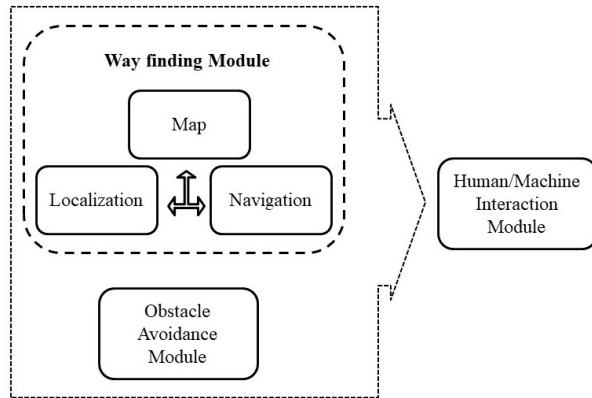 Way finding Module
Map
Localization
Navigation
Human/Machine
Interaction
Module
Obstacle
Avoidance
Module